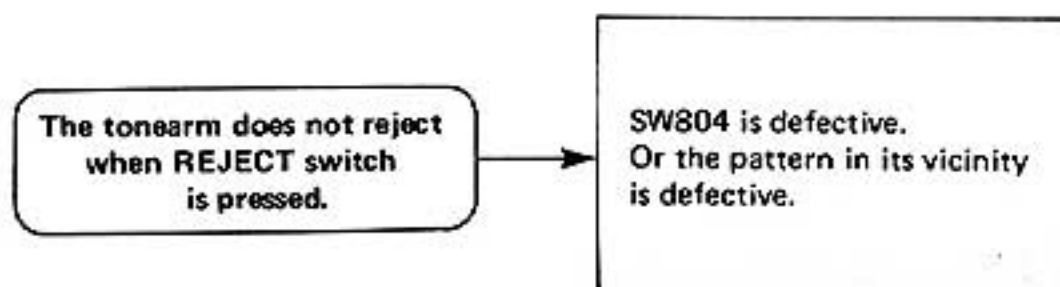 The tonearm does not reject
when REJECT switch
is pressed.
SW804 is defective.
Or the pattern in its vicinity
is defective.